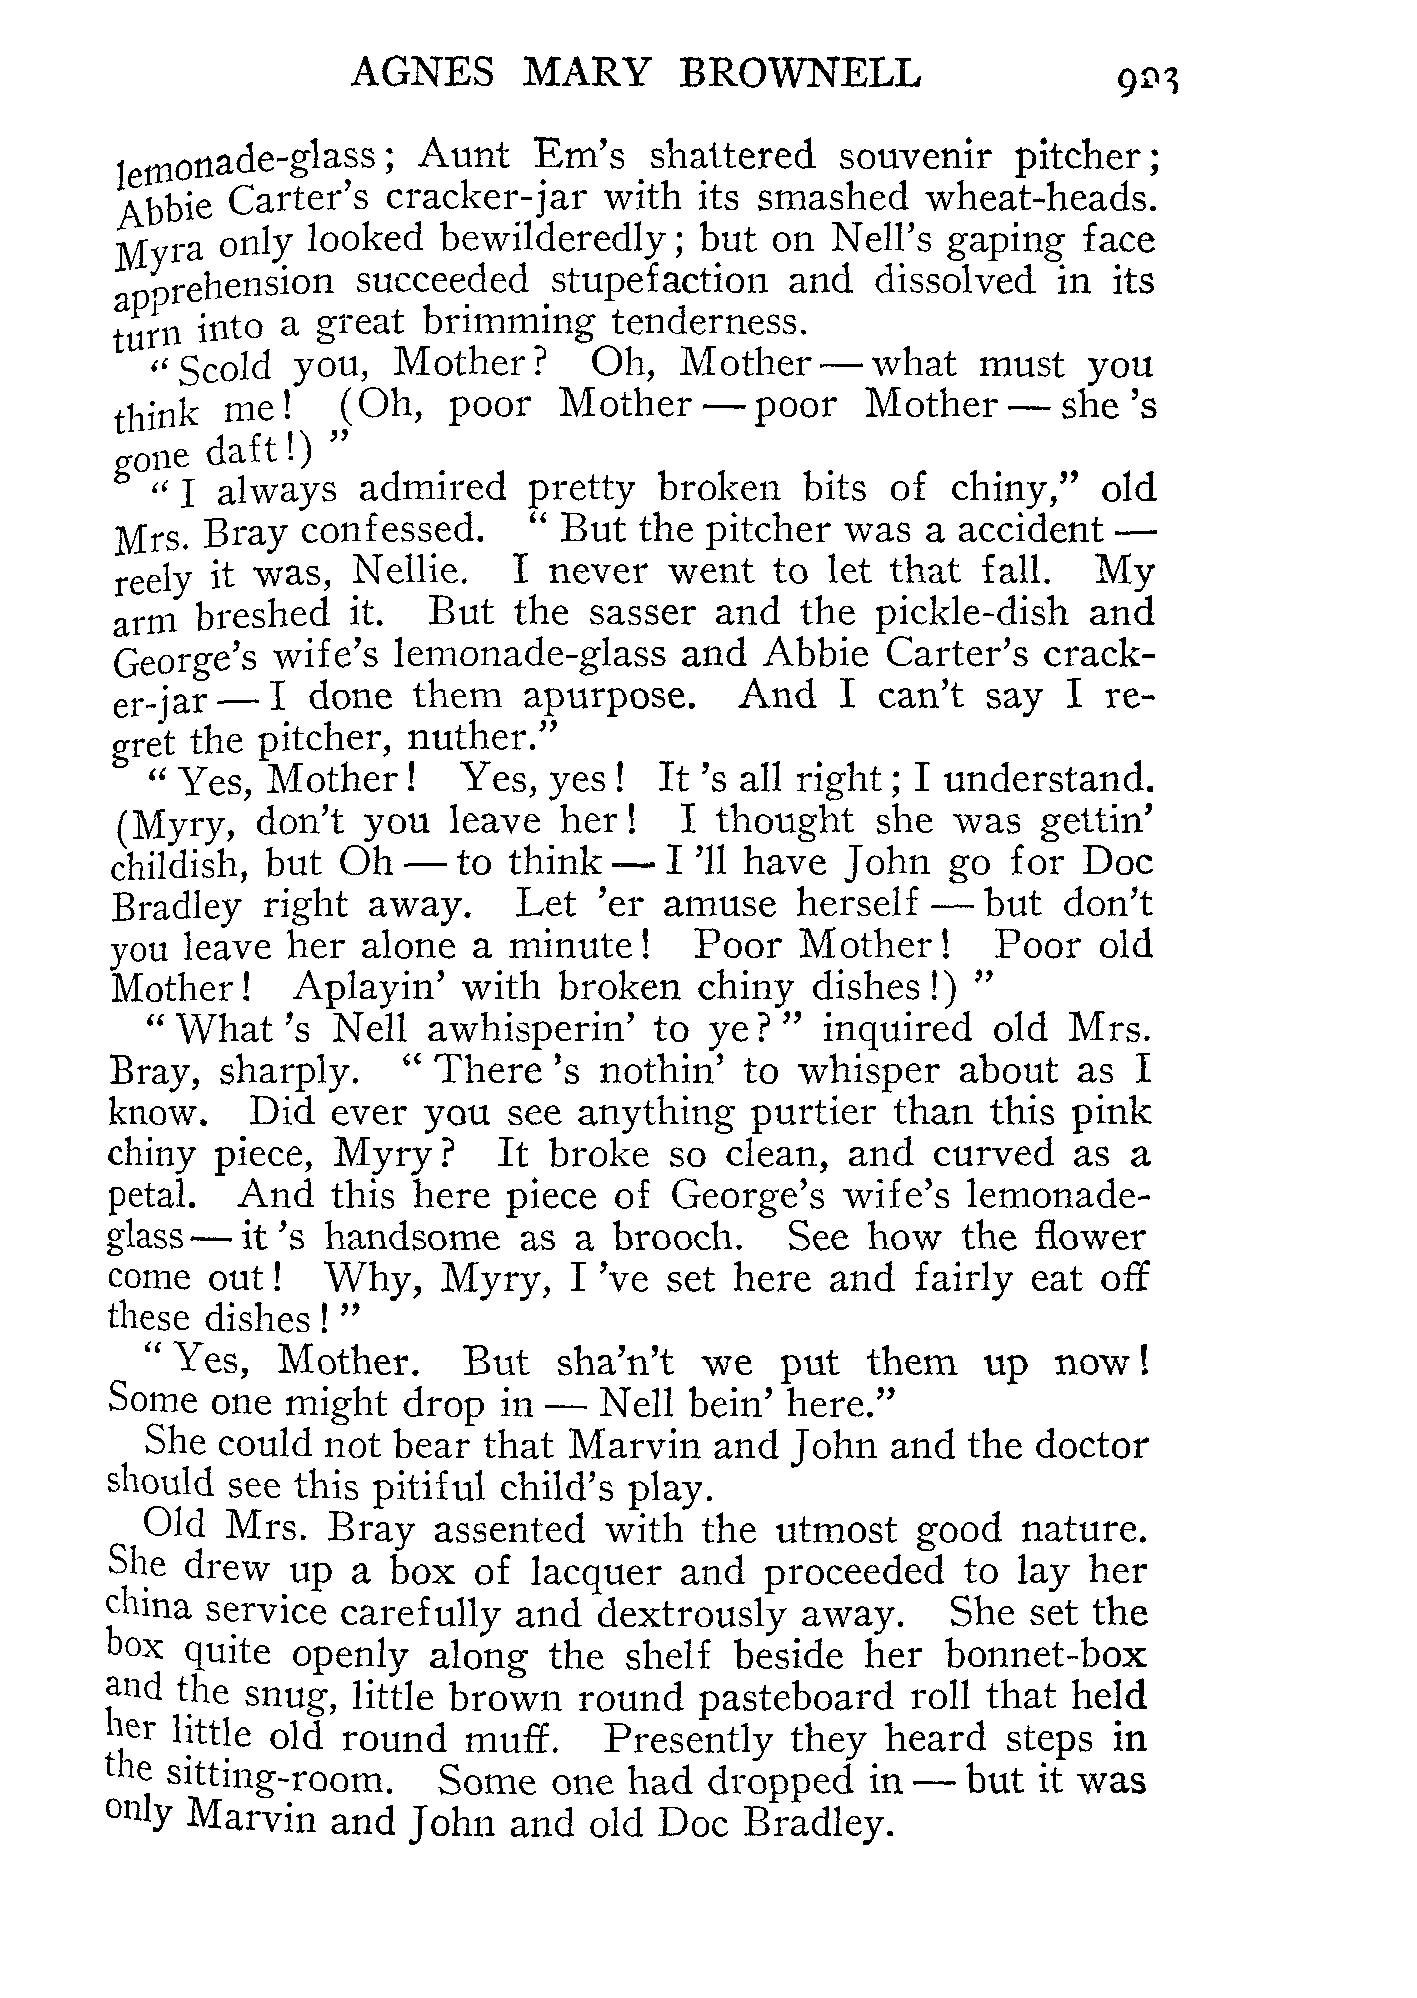 AGNES MARY BROWNELL
lemonade-glass; Aunt Em's shattered souvenir pitcher;
Abbie Carter's cracker-jar with its smashed wheat-heads.
Myra only looked bewilderedly; but on Nell's gaping face
apprehension succeeded stupefaction and dissolved in its
turn into a great brimming tenderness.
"Scold you, Mother? Oh, Mother — what must you
think me! (Oh, poor Mother — poor Mother — she 's
gone daft!)"
"I always admired pretty broken bits of chiny," old
Mrs. Bray confessed. "But the pitcher was a accident —
reely it was, Nellie. I never went to let that fall. My
arm breshed it. But the sasser and the pickle-dish and
George's wife's lemonade-glass and Abbie Carter's crack-
er-jar — I done them apurpose. And I can't say I re-
gret the pitcher, nuther."
"Yes, Mother! Yes, yes! It 's all right; I understand.
(Myry, don't you leave her! I thought she was gettin'
childish, but Oh — to think — I 'll have John go for Doc
Bradley right away. Let 'er amuse herself — but don't
you leave her alone a minute! Poor Mother! Poor old
Mother! Aplayin' with broken chiny dishes!)"
"What 's Nell awhisperin' to ye?" inquired old Mrs.
Bray, sharply. "There 's nothin' to whisper about as I
know. Did ever you see anything purtier than this pink
chiny piece, Myry? It broke so clean, and curved as a
petal. And this here piece of George's wife's lemonade-
glass — it 's handsome as a brooch. See how the flower
come out! Why, Myry, I 've set here and fairly eat off
these dishes!"
"Yes, Mother. But sha'n't we put them up now!
Some one might drop in — Nell bein' here."
She could not bear that Marvin and John and the doctor
should see this pitiful child's play.
Old Mrs. Bray assented with the utmost good nature.
She drew up a box of lacquer and proceeded to lay her
china service carefully and dextrously away. She set the
box quite openly along the shelf beside her bonnet-box
and the snug, little brown round pasteboard roll that held
her little old round muff. Presently they heard steps in
the sitting-room. Some one had dropped in — but it was
only Marvin and John and old Doc Bradley.